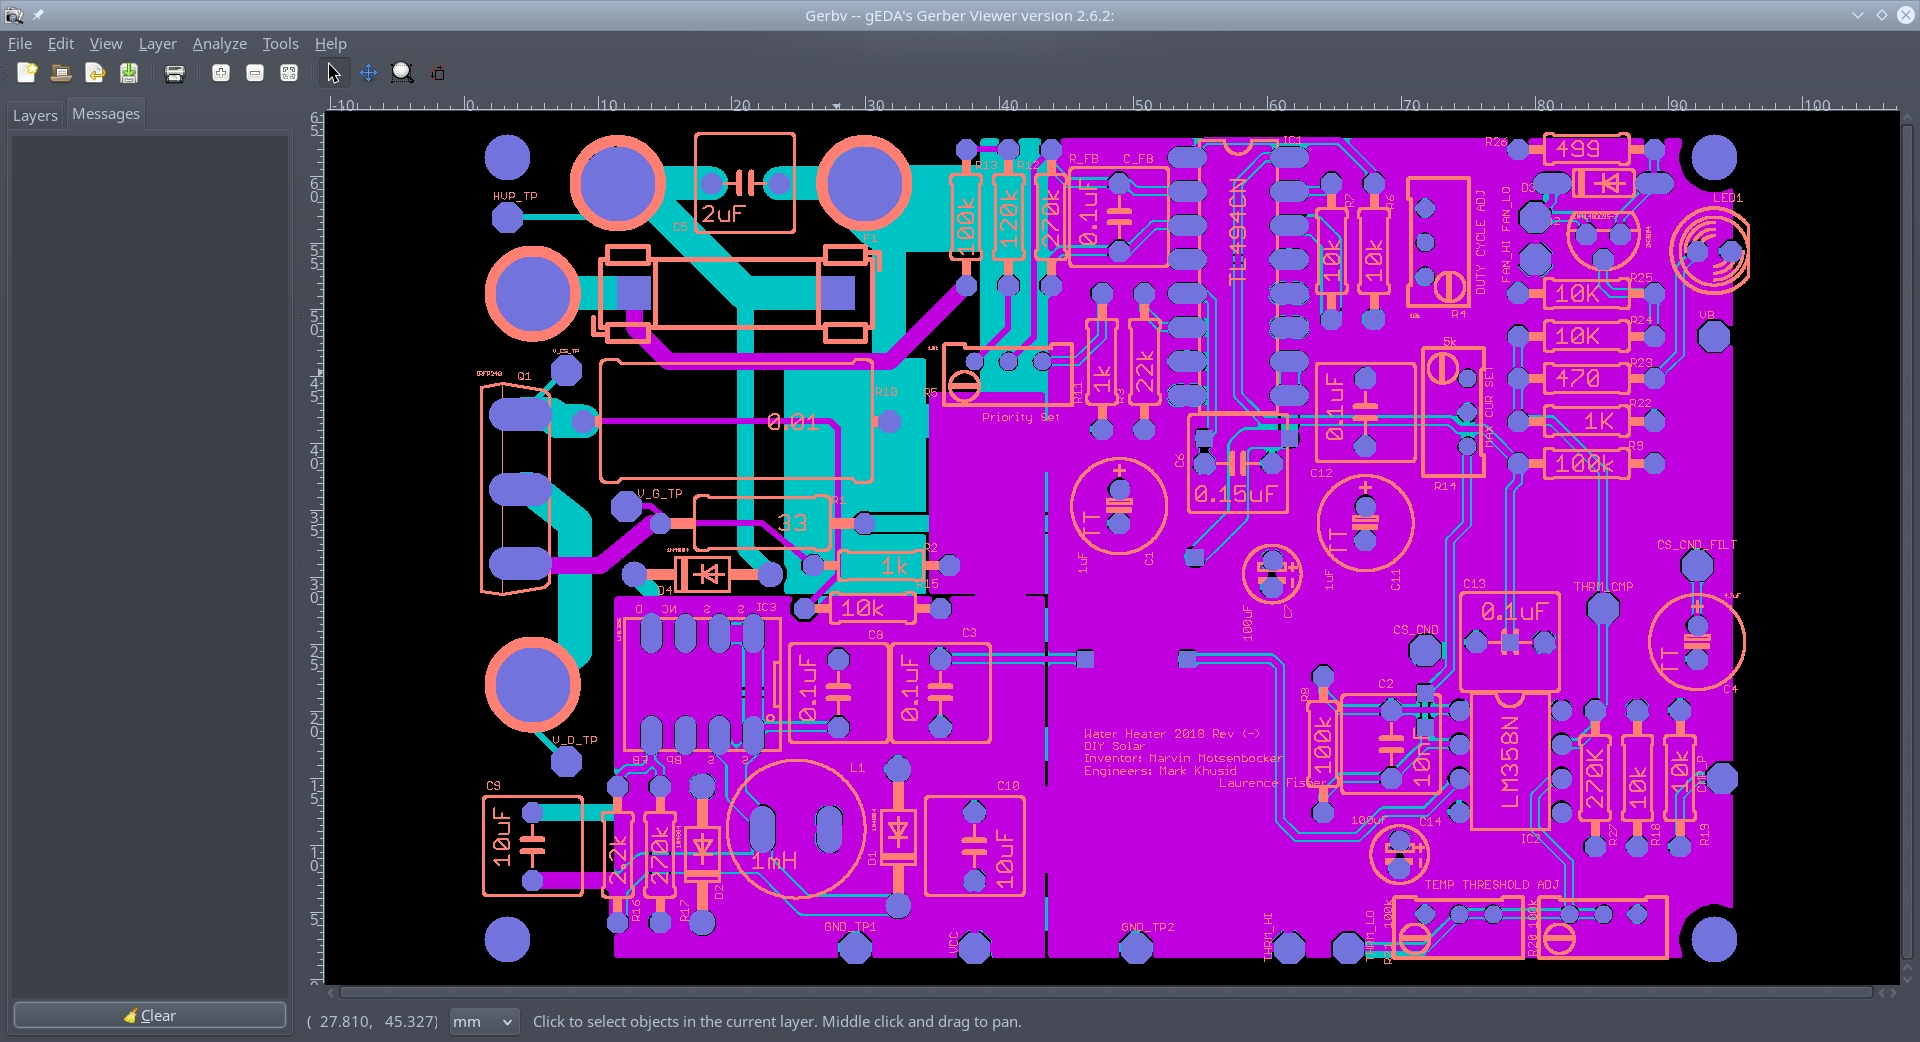 Gerbv -- gEDA's Gerber Viewer version 2.6.2:
File Edit View Layer Analyze Tools Help
Layers Messages
-10 0 10 20 30 40 50 60 70 80 90 100
HVP_TP
2uF
C5
F1
R13
R12
100k
120k
270k
R_FB
C_FB
0.1uF
IC1
TL494CN
R7
R6
10k
10k
DUTY CYCLE ADJ
R4
R26
499
D3
FAN_LO
FAN_HI
LED1
R25
10K
R24
10K
VB
R23
470
R22
1K
R9
100k
V_CS_TP
Q1
R10
0.01
R5
Priority Set
R11
1k
22k
5k
MAX CUR SET
R14
0.1uF
C12
C6
0.15uF
V_G_TP
R1
33
R2
1k
R15
10k
D4
TT
1uF
C1
TT
1uF
C11
100uF
C7
CS_CND_FILT
THRM_CMP
C13
0.1uF
CS_CND
TT
C4
D NC S S IC3
C8
0.1uF
C3
0.1uF
FB BP S S
V_D_TP
Water Heater 2018 Rev (-)
DIY Solar
Inventor: Marvin Motsenbocker
Engineers: Mark Khusid
Laurence Fisher
R8
100k
C2
10nF
LM358N
IC2
270K
10k
10k
R27
R18
R19
CMP_P
C9
10uF
2.2k
270k
R16
R17
D2
L1
1mH
D1
C10
10uF
100uF
C14
TEMP THRESHOLD ADJ
100k
R20 100k
GND_TP1
VCC
GND_TP2
THRM_HI
THRM_LO
Clear
( 27.810, 45.327) mm Click to select objects in the current layer. Middle click and drag to pan.